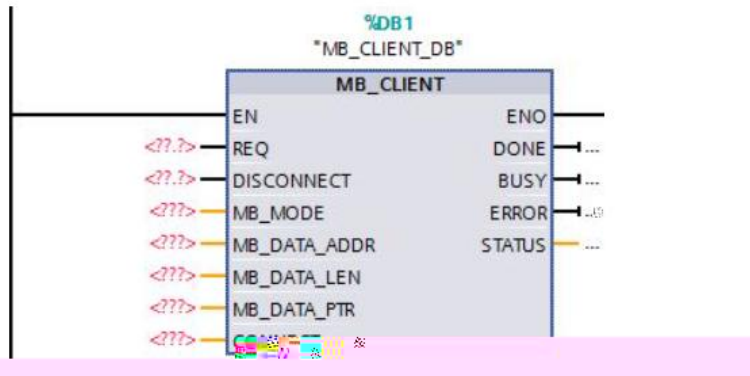 %DB1
"MB_CLIENT_DB"
MB_CLIENT
EN ENO
<??.?> REQ DONE ...
<??.?> DISCONNECT BUSY ...
<???> MB_MODE ERROR ...
<???> MB_DATA_ADDR STATUS ...
<???> MB_DATA_LEN
<???> MB_DATA_PTR
<???>